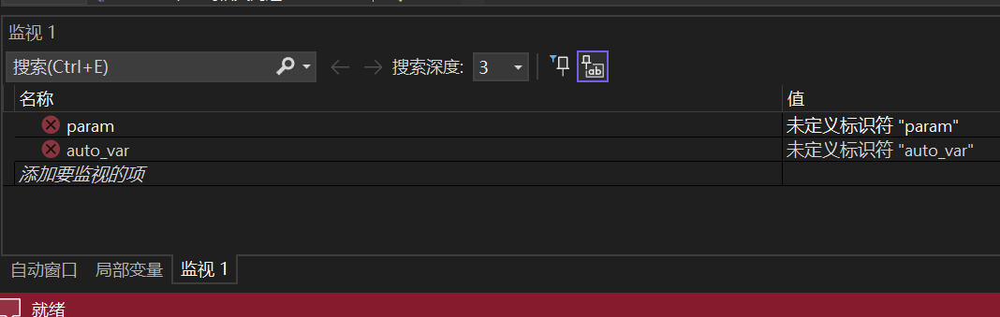 监视 1
搜索(Ctrl+E) 搜索深度: 3
名称 值
param 未定义标识符 "param"
auto_var 未定义标识符 "auto_var"
添加要监视的项
自动窗口 局部变量 监视 1
就绪